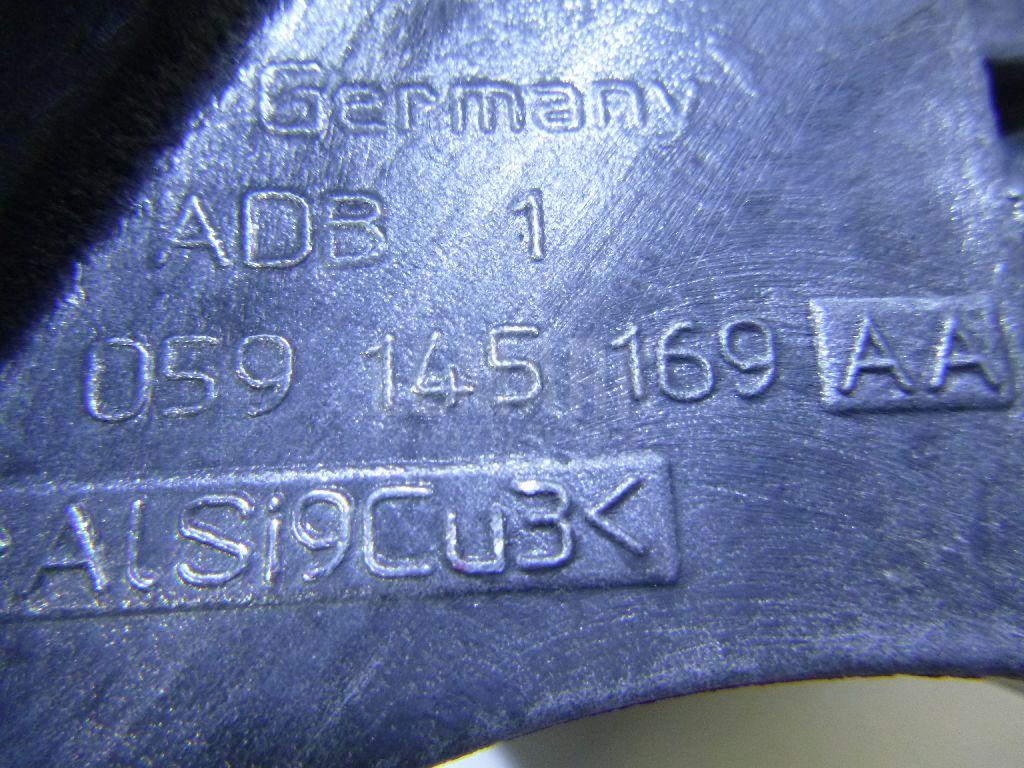 Germany
ADB 1
059 145 169 AA
AlSi9Cu3<